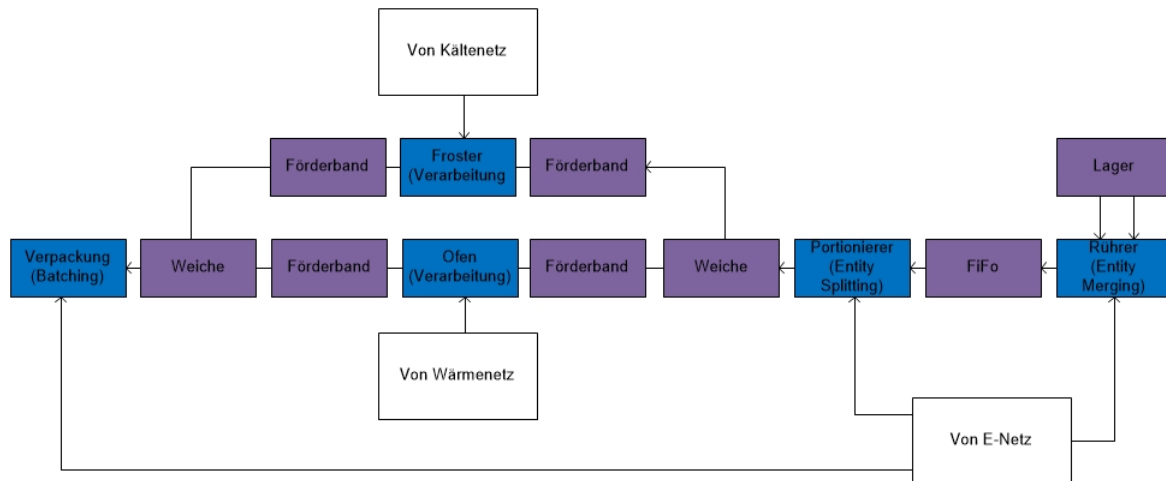 Von Kältenetz
Förderband
Froster
(Verarbeitung
Förderband
Lager
Verpackung
(Batching)
Weiche
Förderband
Ofen
(Verarbeitung)
Förderband
Weiche
Portionierer
(Entity
Splitting)
FiFo
Rührer
(Entity
Merging)
Von Wärmenetz
Von E-Netz